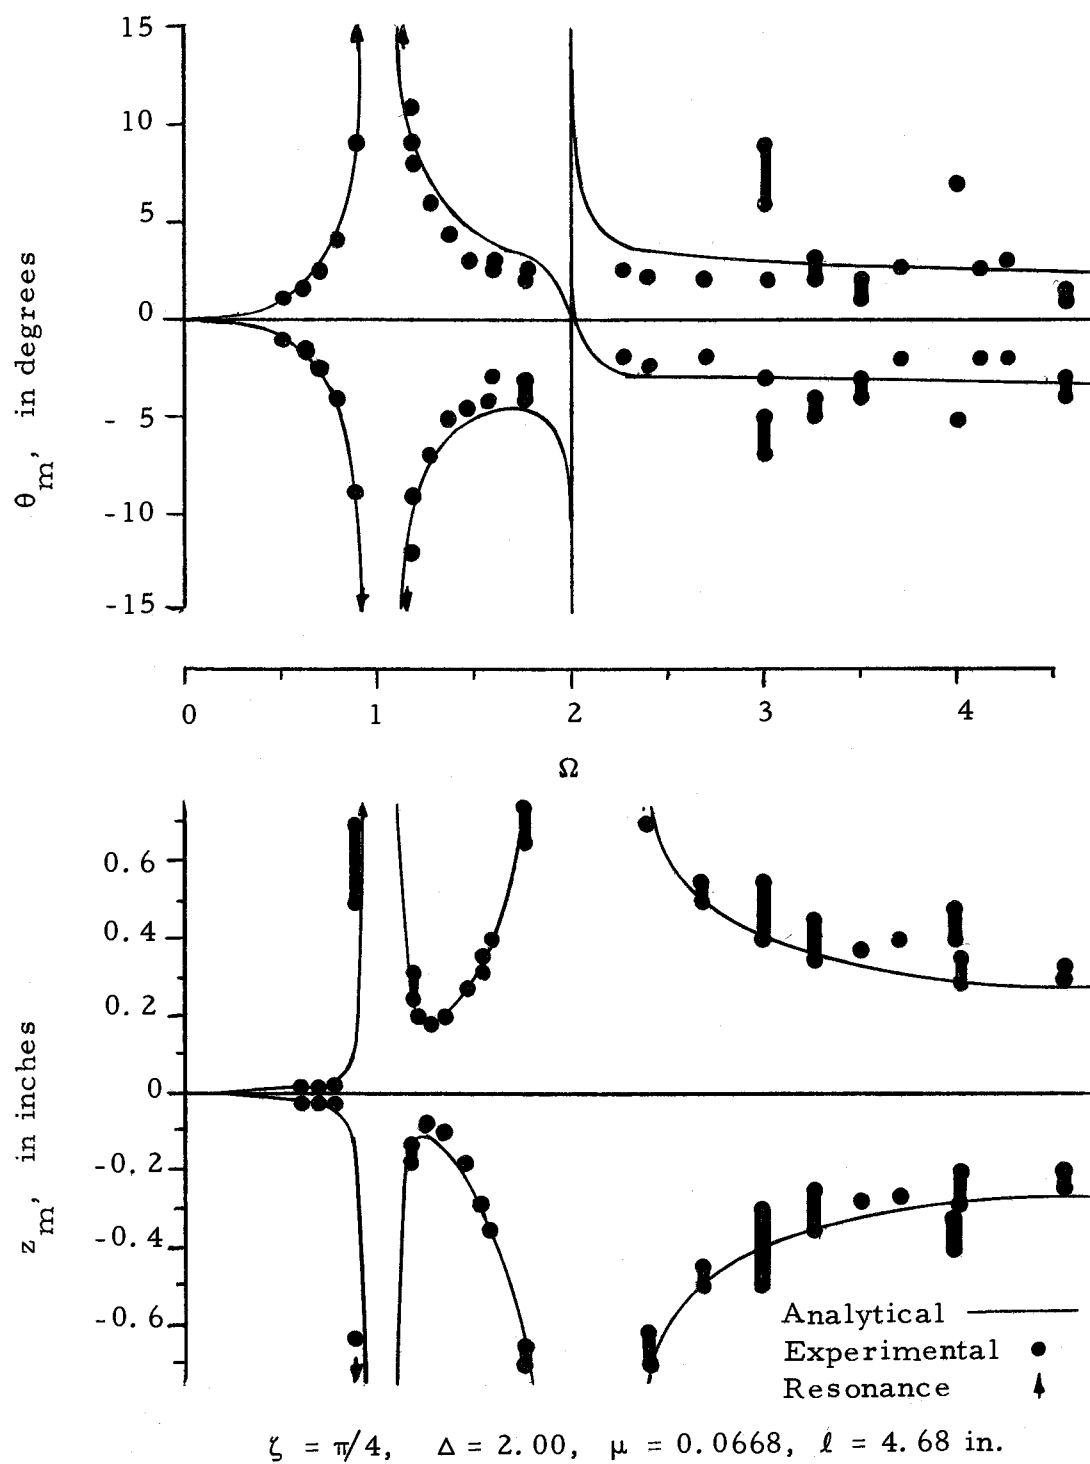 15
10
5
0
- 5
-10
-15
θm, in degrees
0 1 2 3 4
Ω
0.6
0.4
0.2
0
-0.2
-0.4
-0.6
zm, in inches
Analytical
Experimental
Resonance
ζ = π/4, Δ = 2.00, μ = 0.0668, ℓ = 4.68 in.